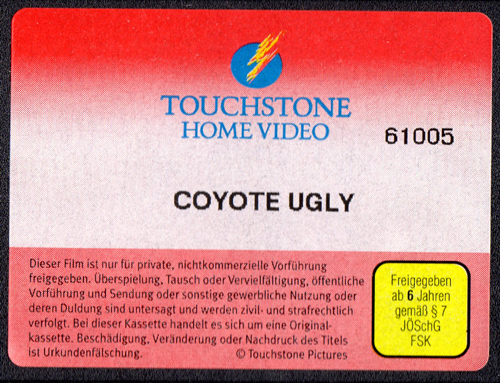 TOUCHSTONE
HOME VIDEO
61005
COYOTE UGLY
Dieser Film ist nur für private, nichtkommerzielle Vorführung
freigegeben. Überspielung, Tausch oder Vervielfältigung, öffentliche
Vorführung und Sendung oder sonstige gewerbliche Nutzung oder
deren Duldung sind untersagt und werden zivil- und strafrechtlich
verfolgt. Bei dieser Kassette handelt es sich um eine Original-
kassette. Beschädigung, Veränderung oder Nachdruck des Titels
ist Urkundenfälschung.
© Touchstone Pictures
Freigegeben
ab 6 Jahren
gemäß § 7
JÖSchG
FSK